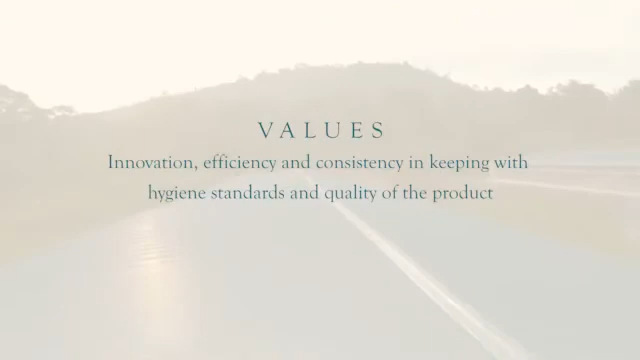 VALUES
Innovation, efficiency and consistency in keeping with
hygiene standards and quality of the product